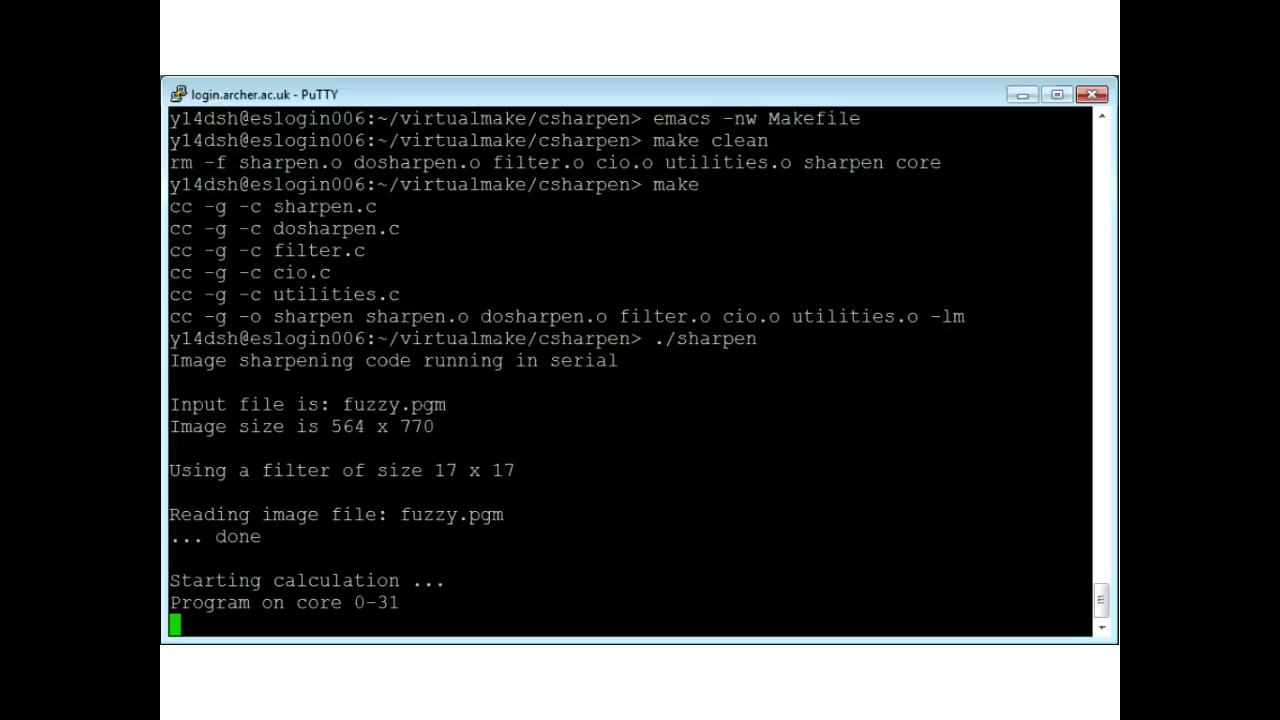 login.archer.ac.uk - PuTTY
y14dsh@eslogin006:~/virtualmake/csharpen> emacs -nw Makefile
y14dsh@eslogin006:~/virtualmake/csharpen> make clean
rm -f sharpen.o dosharpen.o filter.o cio.o utilities.o sharpen core
y14dsh@eslogin006:~/virtualmake/csharpen> make
cc -g -c sharpen.c
cc -g -c dosharpen.c
cc -g -c filter.c
cc -g -c cio.c
cc -g -c utilities.c
cc -g -o sharpen sharpen.o dosharpen.o filter.o cio.o utilities.o -lm
y14dsh@eslogin006:~/virtualmake/csharpen> ./sharpen
Image sharpening code running in serial
Input file is: fuzzy.pgm
Image size is 564 x 770
Using a filter of size 17 x 17
Reading image file: fuzzy.pgm
... done
Starting calculation ...
Program on core 0-31